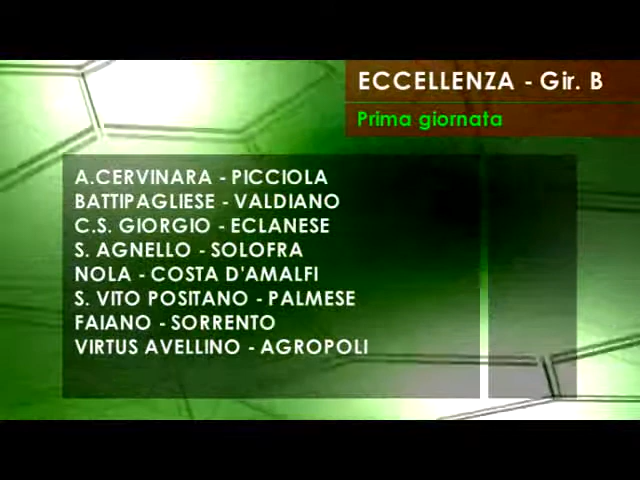 ECCELLENZA - Gir. B
Prima giornata
A.CERVINARA - PICCIOLA
BATTIPAGLIESE - VALDIANO
C.S. GIORGIO - ECLANESE
S. AGNELLO - SOLOFRA
NOLA - COSTA D'AMALFI
S. VITO POSITANO - PALMESE
FAIANO - SORRENTO
VIRTUS AVELLINO - AGROPOLI